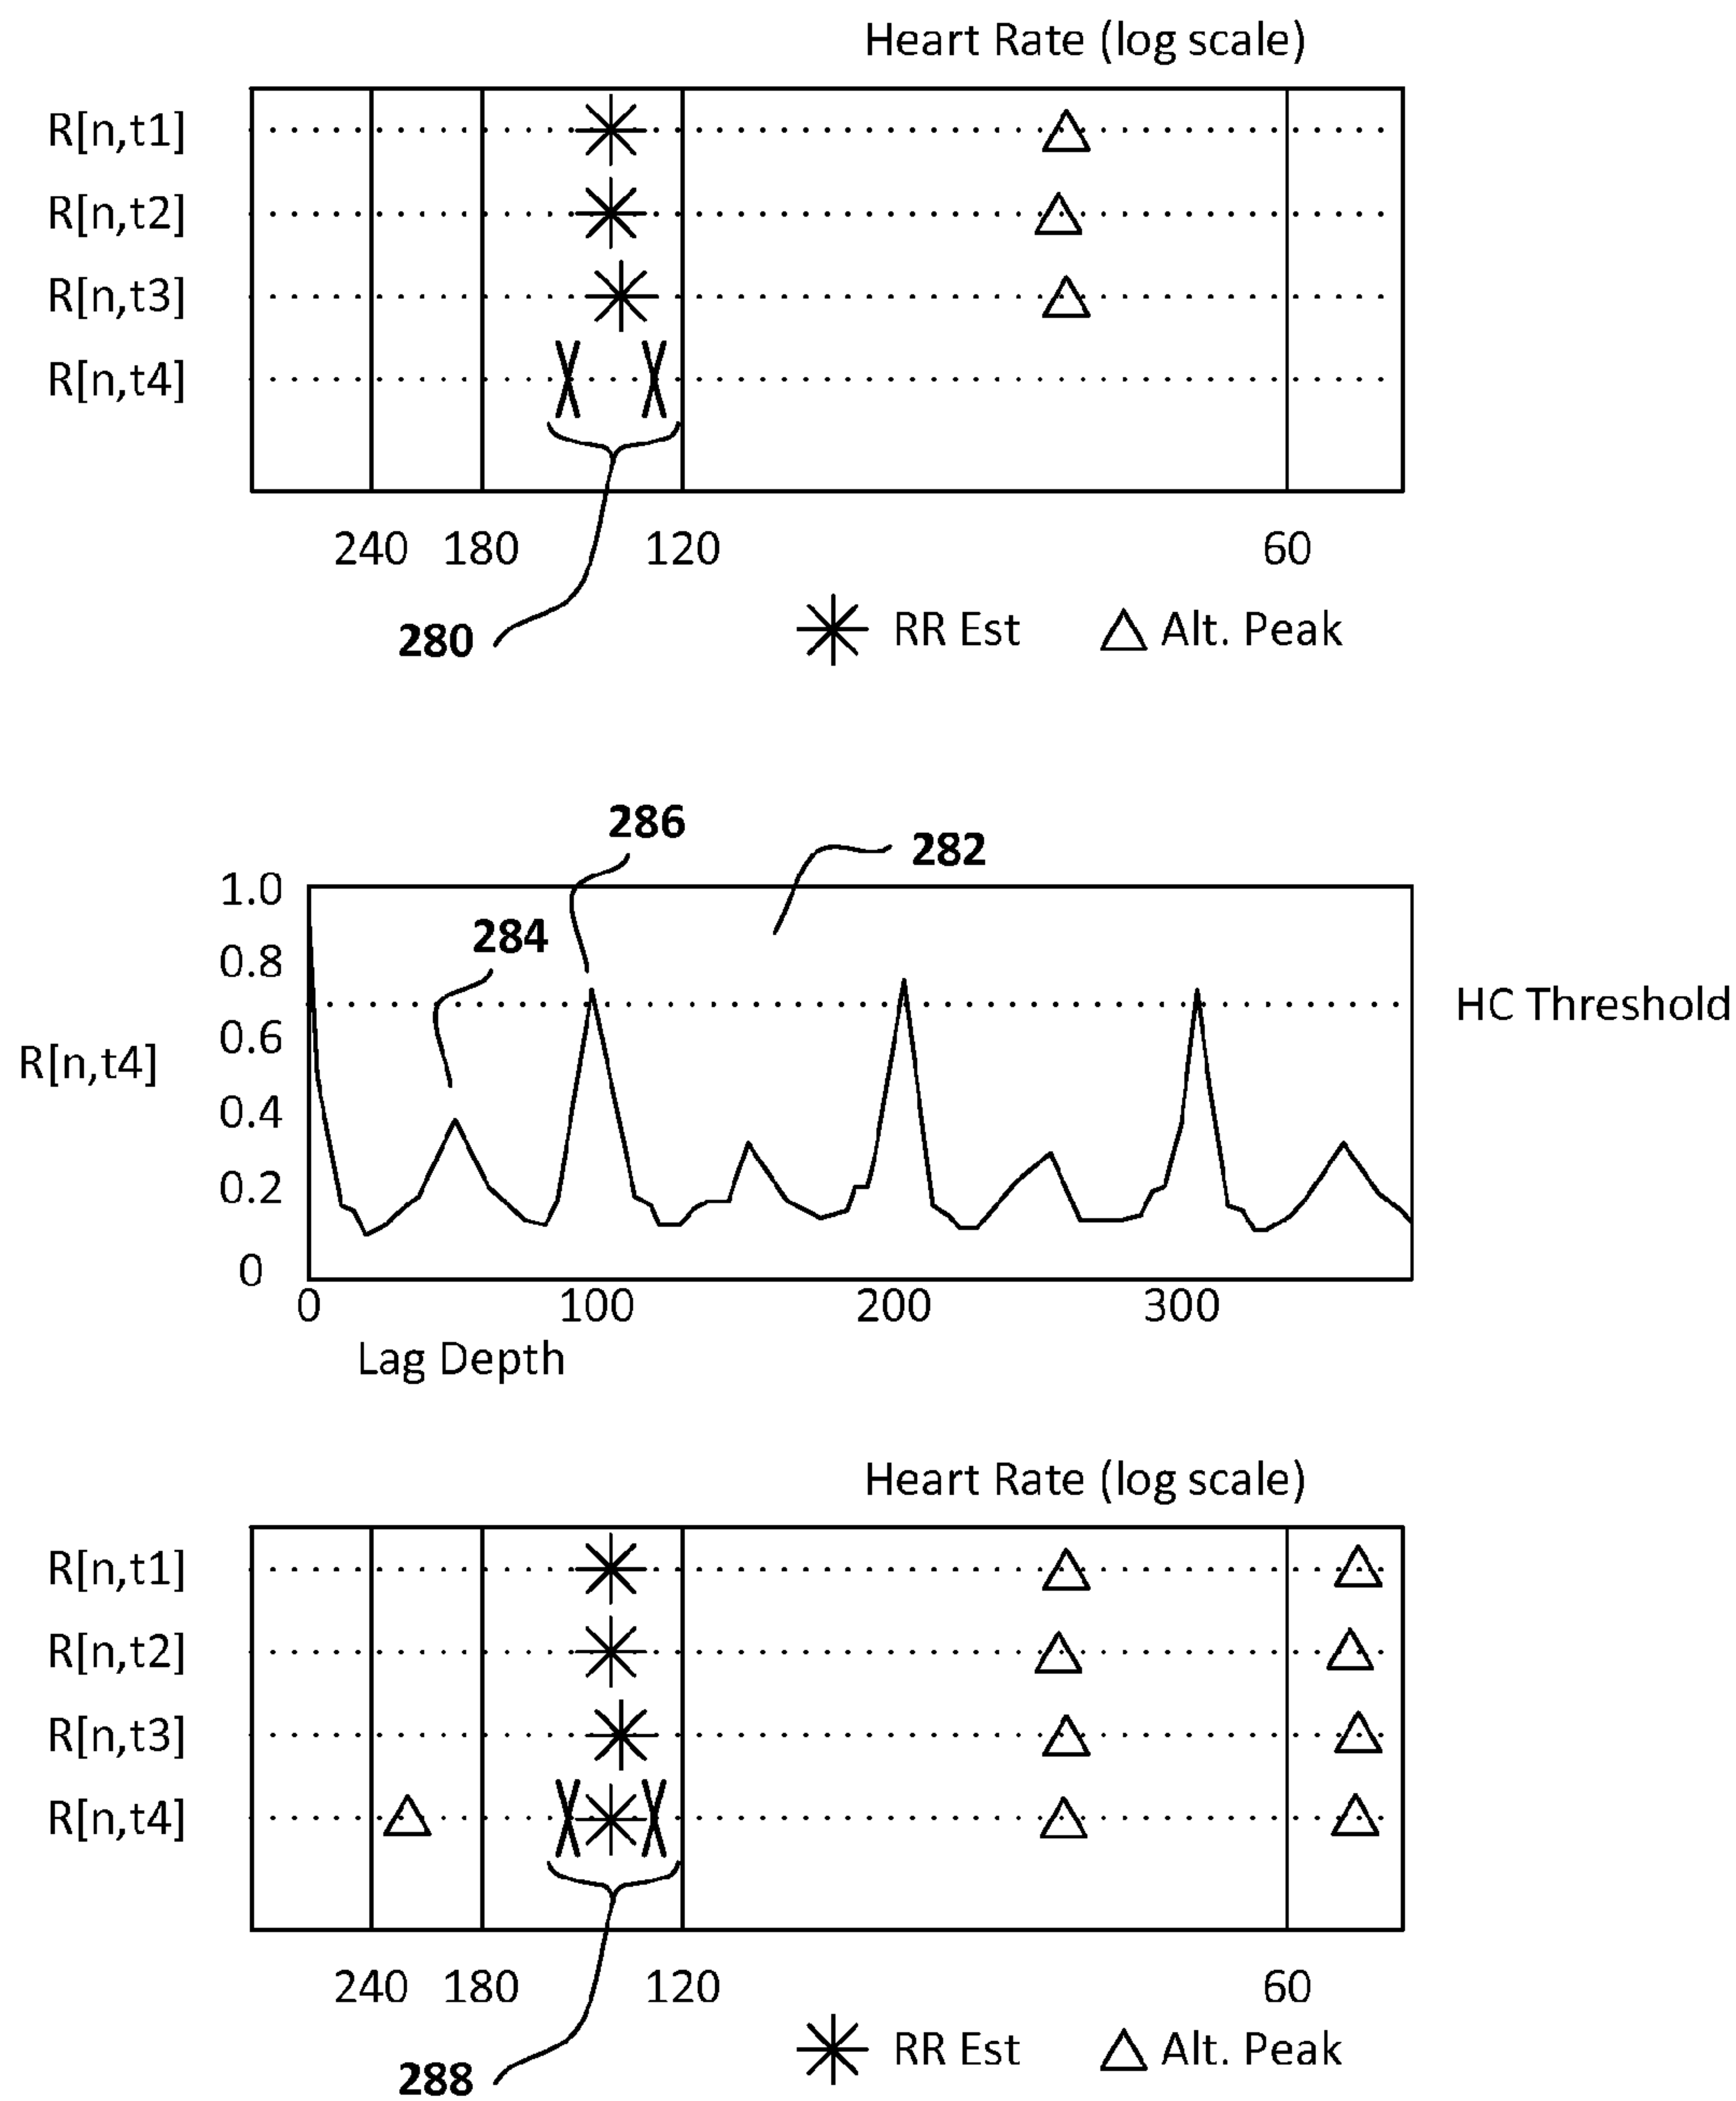 Heart Rate (log scale)
R[n,t1]
R[n,t2]
R[n,t3]
R[n,t4]
240 180 120 60
280
RR Est Alt. Peak
286
282
284
1.0
0.8
HC Threshold
0.6
R[n,t4]
0.4
0.2
0
0 100 200 300
Lag Depth
Heart Rate (log scale)
R[n,t1]
R[n,t2]
R[n,t3]
R[n,t4]
240 180 120 60
RR Est Alt. Peak
288